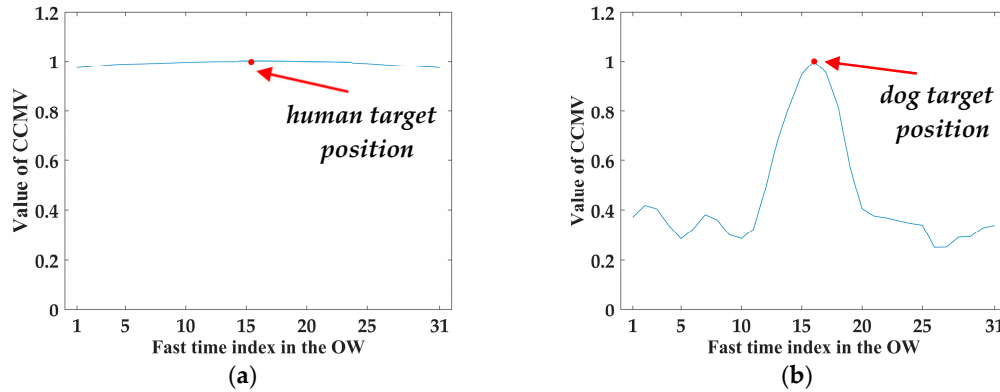 1.2
1
0.8
0.6
0.4
0.2
0
Value of CCMV
human target
position
1 5 10 15 20 25 31
Fast time index in the OW
(a)
1.2
1
0.8
0.6
0.4
0.2
0
Value of CCMV
dog target
position
1 5 10 15 20 25 31
Fast time index in the OW
(b)